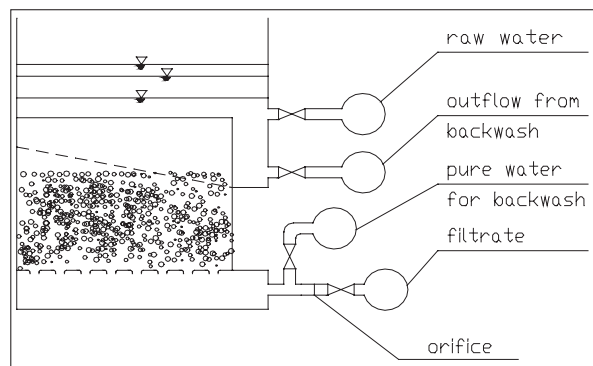 raw water
outflow from
backwash
pure water
for backwash
filtrate
orifice